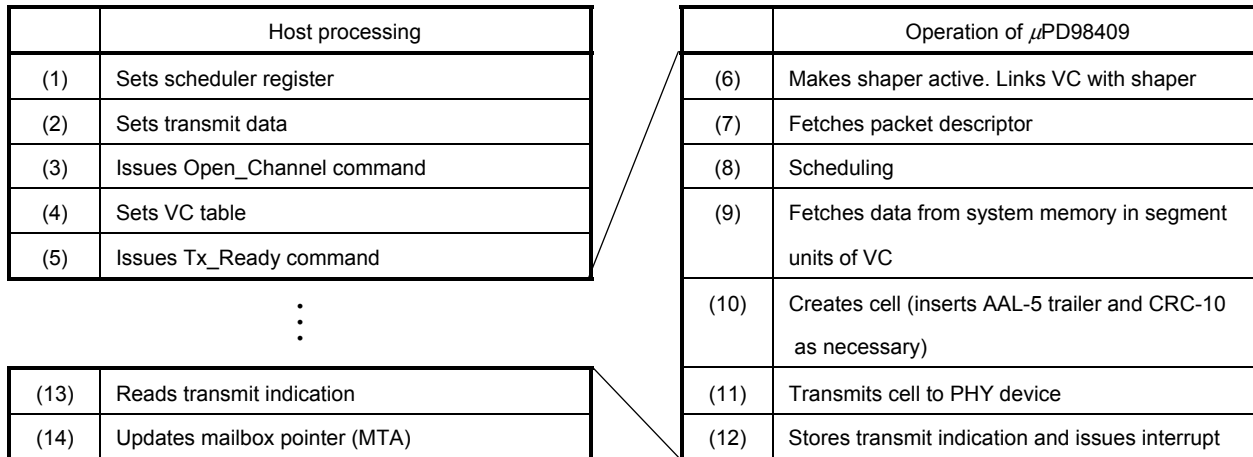 Host processing
(1) Sets scheduler register
(2) Sets transmit data
(3) Issues Open_Channel command
(4) Sets VC table
(5) Issues Tx_Ready command
(13) Reads transmit indication
(14) Updates mailbox pointer (MTA)
Operation of μPD98409
(6) Makes shaper active. Links VC with shaper
(7) Fetches packet descriptor
(8) Scheduling
(9) Fetches data from system memory in segment
units of VC
(10) Creates cell (inserts AAL-5 trailer and CRC-10
as necessary)
(11) Transmits cell to PHY device
(12) Stores transmit indication and issues interrupt